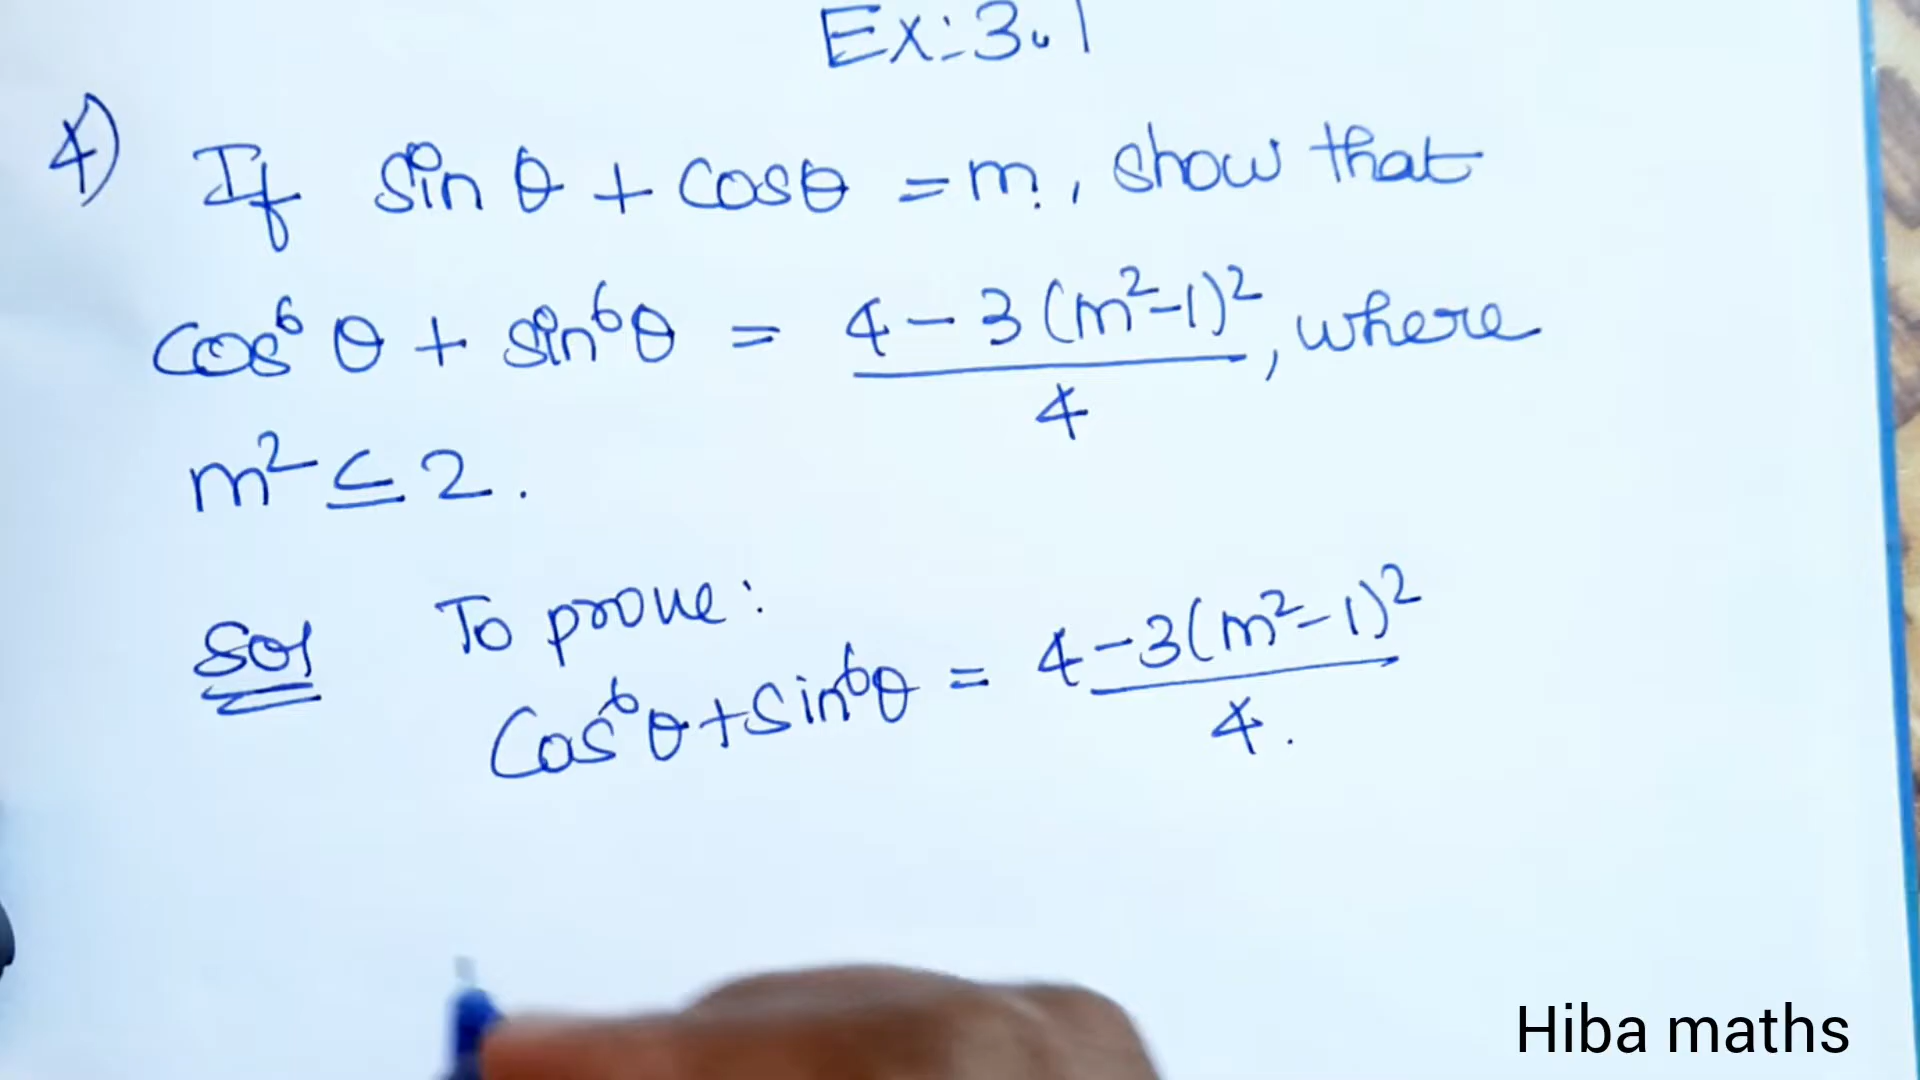 Ex: 3.1
4) If sin θ + cos θ = m, show that
cos⁶ θ + sin⁶ θ = 4 - 3 (m² - 1)² / 4, where
m² ≤ 2.
Sol To prove:
Cos⁶ θ + sin⁶ θ = 4 - 3 (m² - 1)² / 4.
Hiba maths